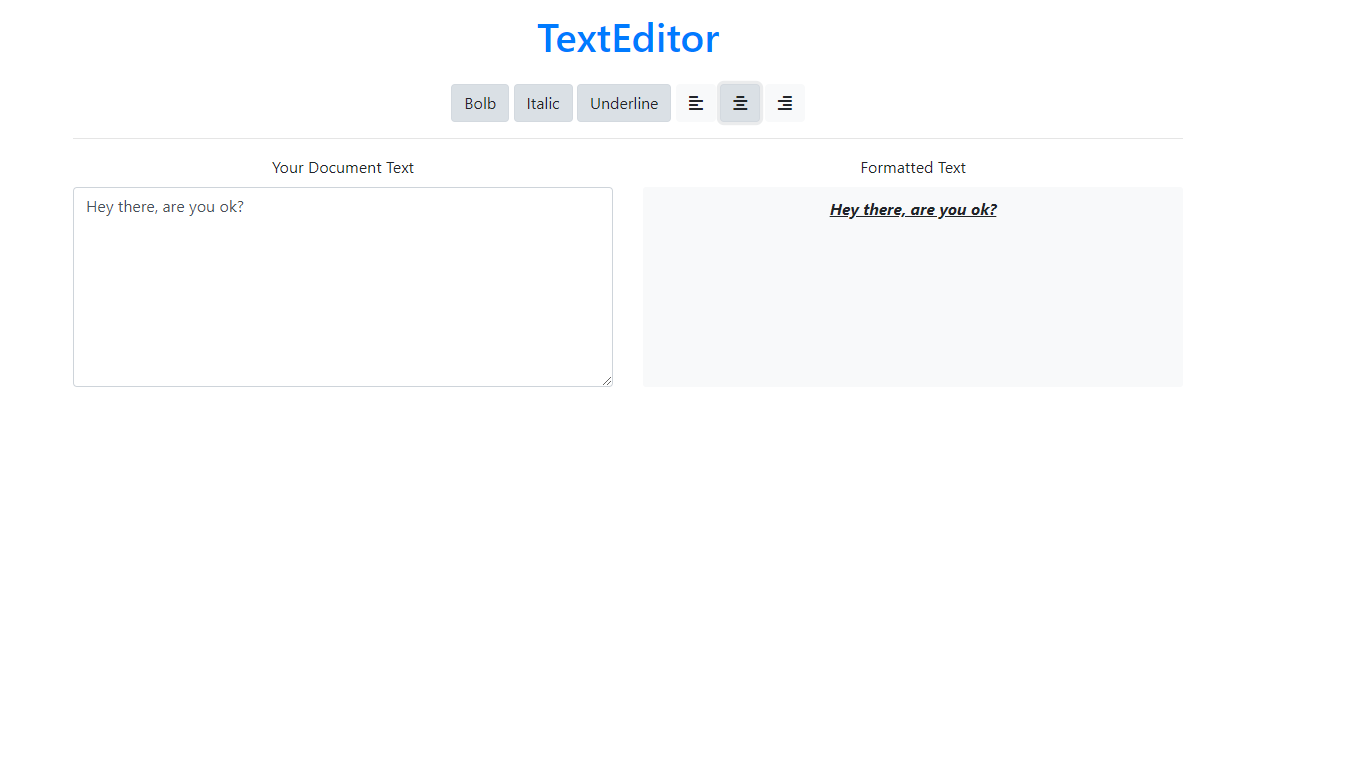 TextEditor
Bolb Italic Underline
Your Document Text
Hey there, are you ok?
Formatted Text
Hey there, are you ok?